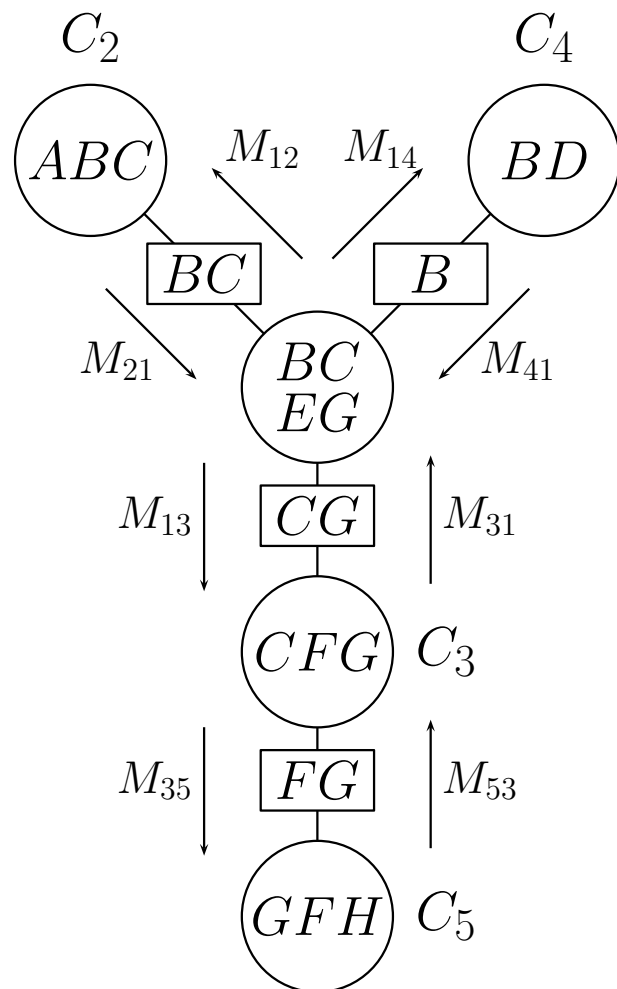 C₂ C₄
ABC M₁₂ M₁₄ BD
BC B
M₂₁ BC M₄₁
EG
M₁₃ CG M₃₁
CFG C₃
M₃₅ FG M₅₃
GFH C₅